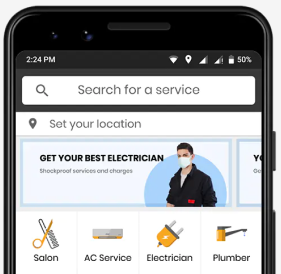 2:24 PM 50%
Search for a service
Set your location
GET YOUR BEST ELECTRICIAN
Shockproof services and charges
Salon AC Service Electrician Plumber